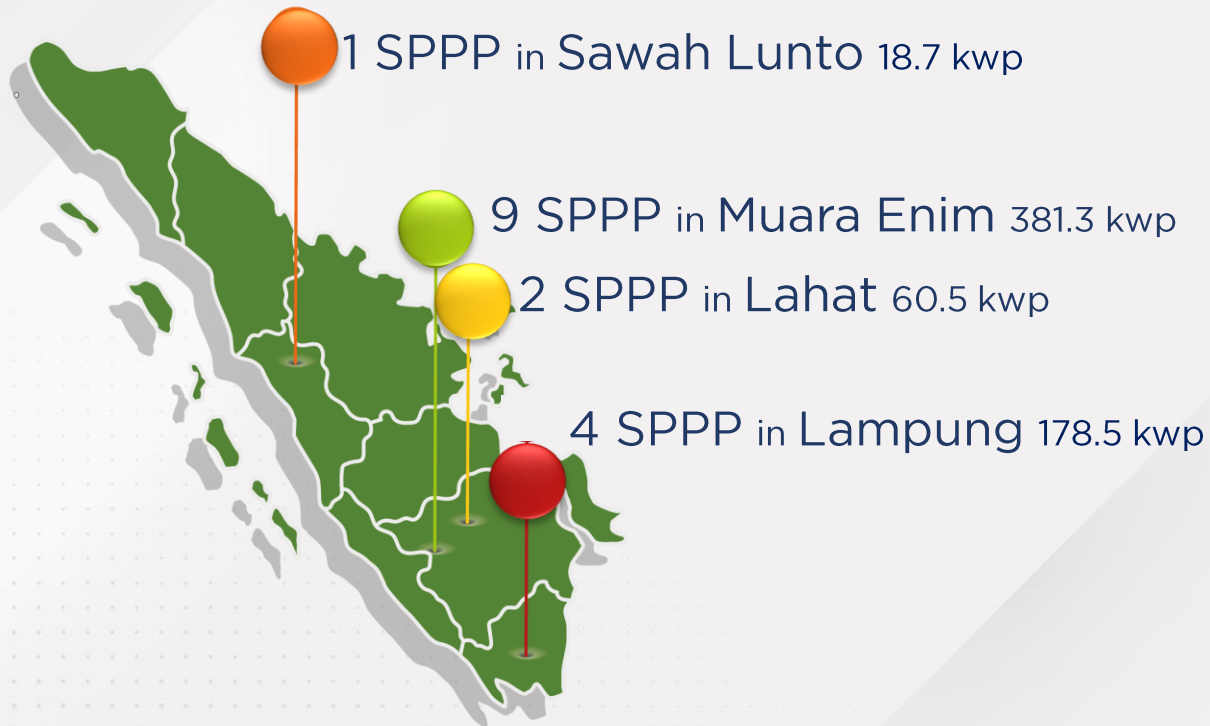 1 SPPP in Sawah Lunto 18.7 kwp
9 SPPP in Muara Enim 381.3 kwp
2 SPPP in Lahat 60.5 kwp
4 SPPP in Lampung 178.5 kwp